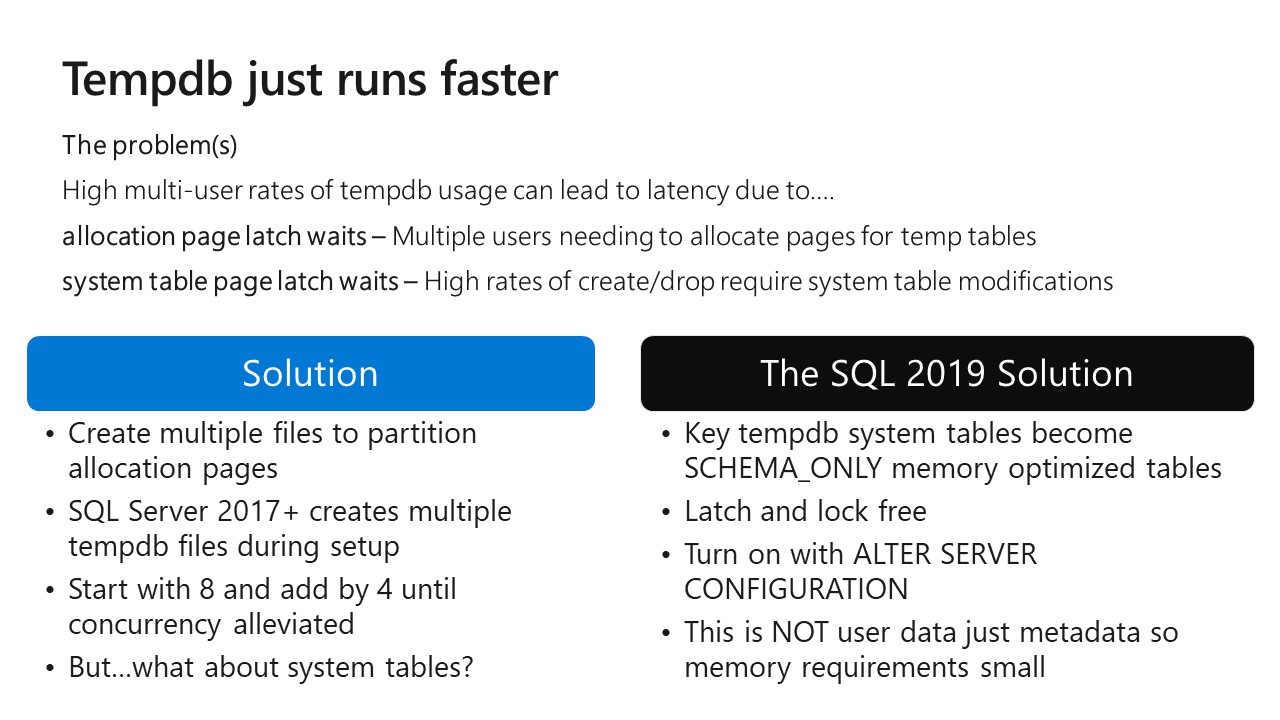 Tempdb just runs faster
The problem(s)
High multi-user rates of tempdb usage can lead to latency due to....
allocation page latch waits – Multiple users needing to allocate pages for temp tables
system table page latch waits – High rates of create/drop require system table modifications
Solution
• Create multiple files to partition
allocation pages
• SQL Server 2017+ creates multiple
tempdb files during setup
• Start with 8 and add by 4 until
concurrency alleviated
• But...what about system tables?
The SQL 2019 Solution
• Key tempdb system tables become
SCHEMA_ONLY memory optimized tables
• Latch and lock free
• Turn on with ALTER SERVER
CONFIGURATION
• This is NOT user data just metadata so
memory requirements small